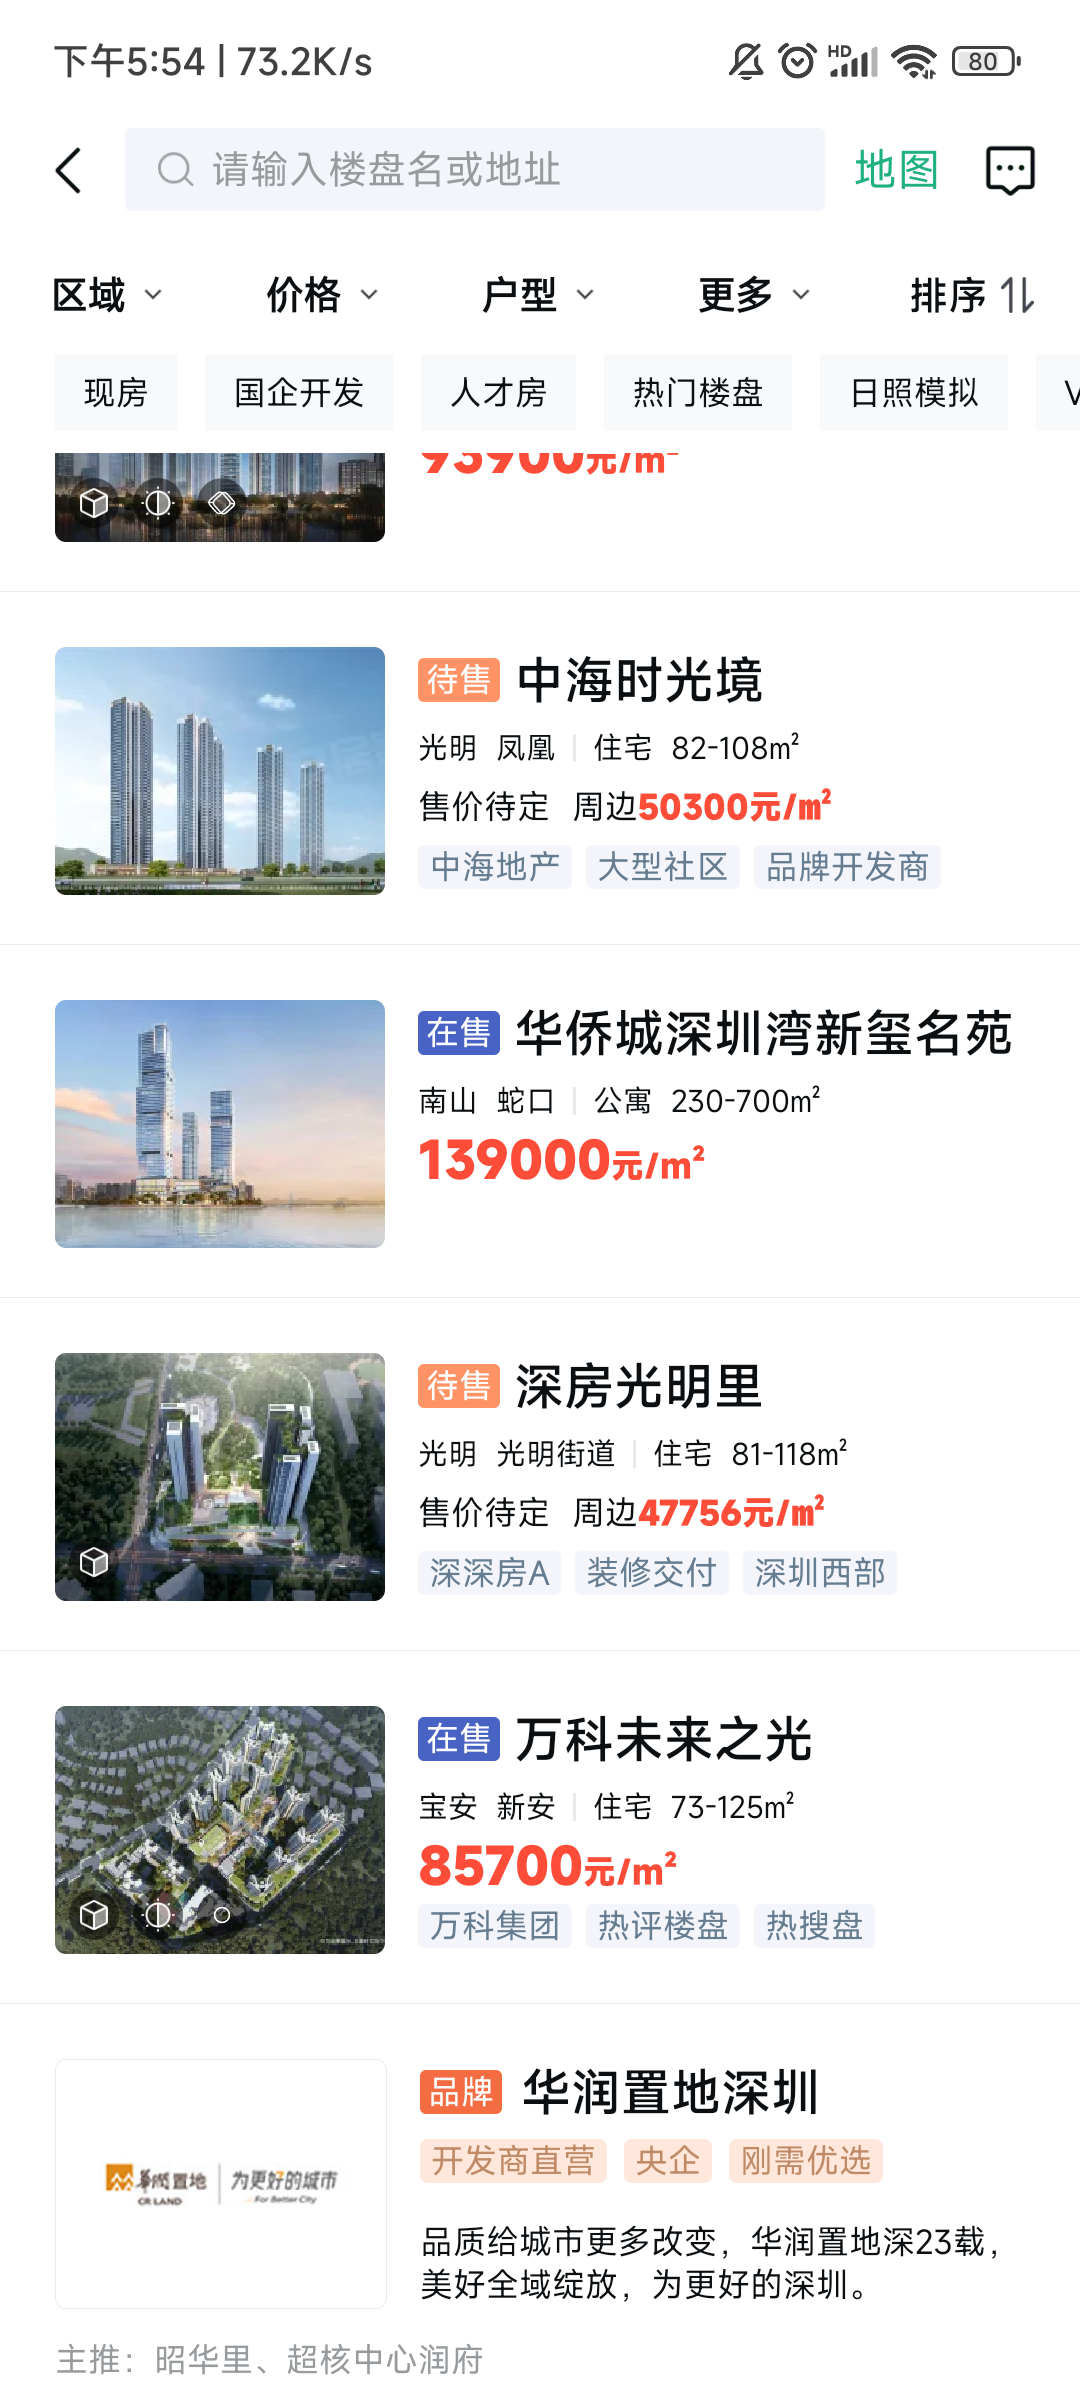 下午5:54 | 73.2K/s
HD
80
请输入楼盘名或地址
地图
区域 价格 户型 更多 排序
现房 国企开发 人才房 热门楼盘 日照模拟
93900元/m²
待售 中海时光境
光明 凤凰 | 住宅 82-108m²
售价待定 周边50300元/㎡
中海地产 大型社区 品牌开发商
在售 华侨城深圳湾新玺名苑
南山 蛇口 | 公寓 230-700m²
139000元/m²
待售 深房光明里
光明 光明街道 | 住宅 81-118m²
售价待定 周边47756元/㎡
深深房A 装修交付 深圳西部
在售 万科未来之光
宝安 新安 | 住宅 73-125m²
85700元/m²
万科集团 热评楼盘 热搜盘
品牌 华润置地深圳
开发商直营 央企 刚需优选
華润置地 为更好的城市
CR LAND For Better City
品质给城市更多改变，华润置地深23载，
美好全域绽放，为更好的深圳。
主推：昭华里、超核中心润府